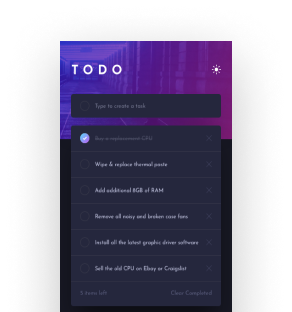 TODO
Type to create a task
Buy a replacement CPU
Wipe & replace thermal paste
Add additional 8GB of RAM
Remove all noisy and broken case fans
Install all the latest graphic driver software
Sell the old CPU on Ebay or Craigslist
5 items left
Clear Completed